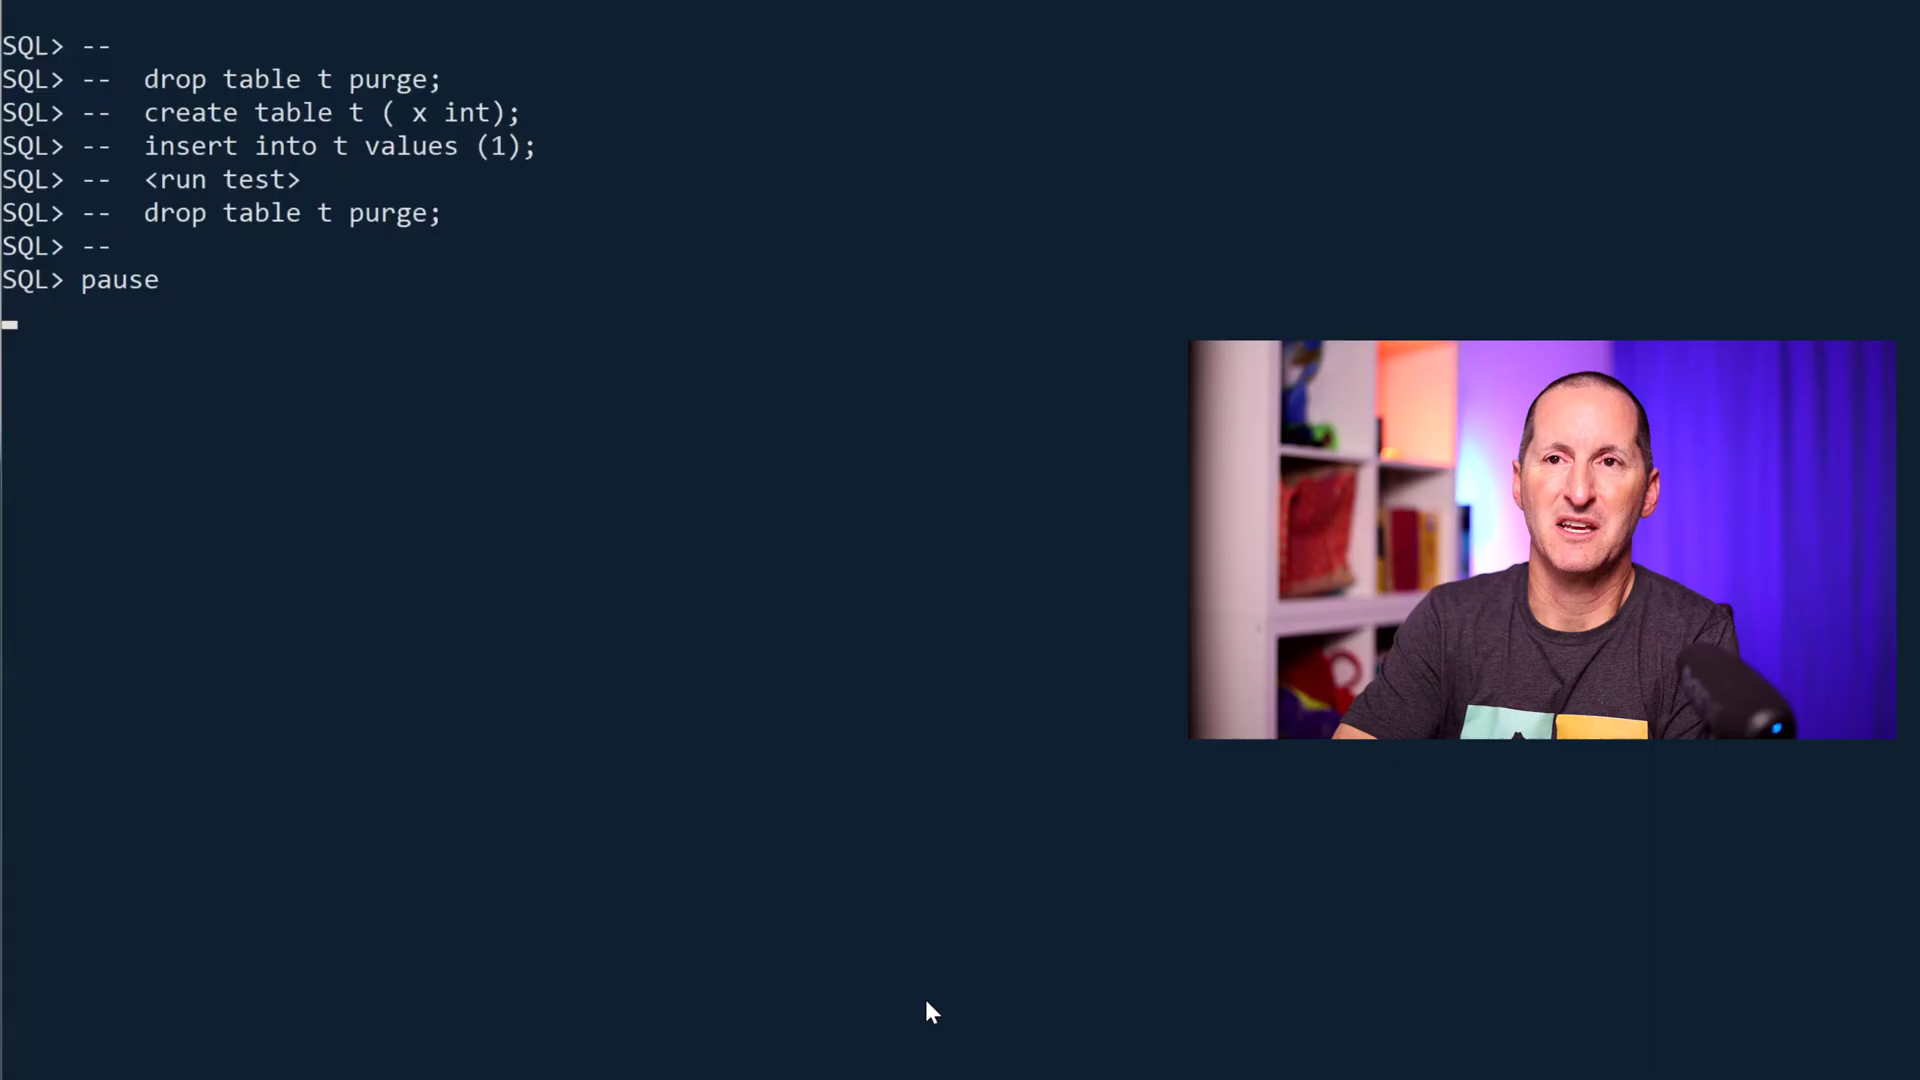 SQL> --
SQL> --  drop table t purge;
SQL> --  create table t ( x int);
SQL> --  insert into t values (1);
SQL> --  <run test>
SQL> --  drop table t purge;
SQL> --
SQL> pause